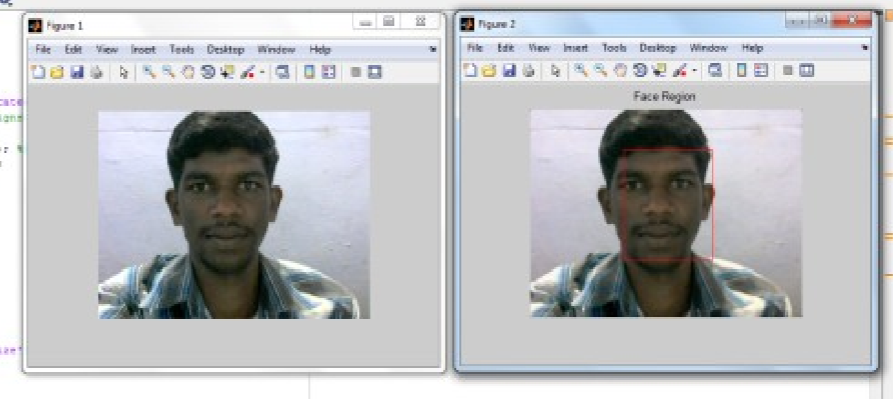 Figure 1
File Edit View Insert Tools Desktop Window Help
Figure 2
File Edit View Insert Tools Desktop Window Help
Face Region